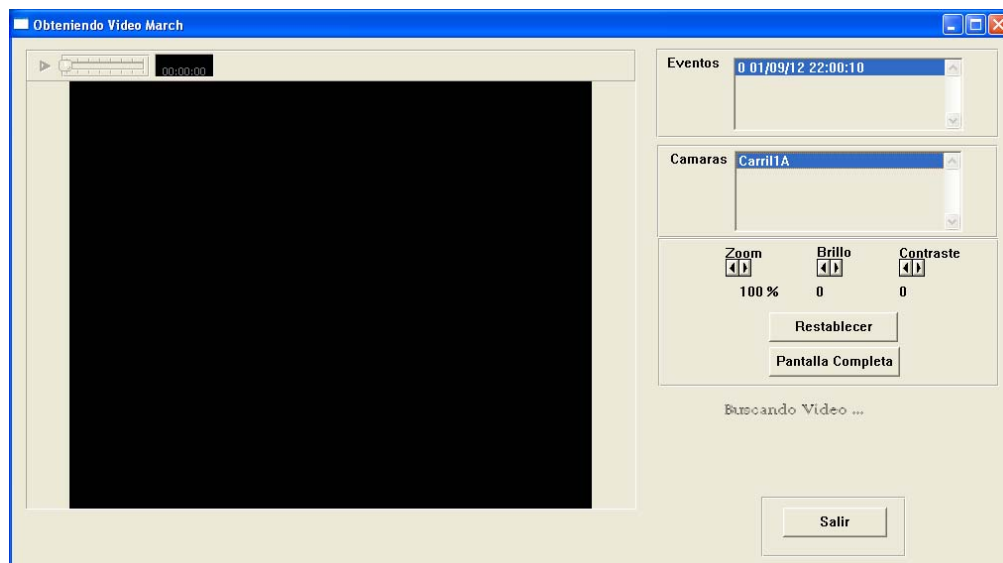 Obteniendo Video March
00:00:00
Eventos
0 01/09/12 22:00:10
Camaras
Carril1A
Zoom Brillo Contraste
100 % 0 0
Restablecer
Pantalla Completa
Buscando Video ...
Salir